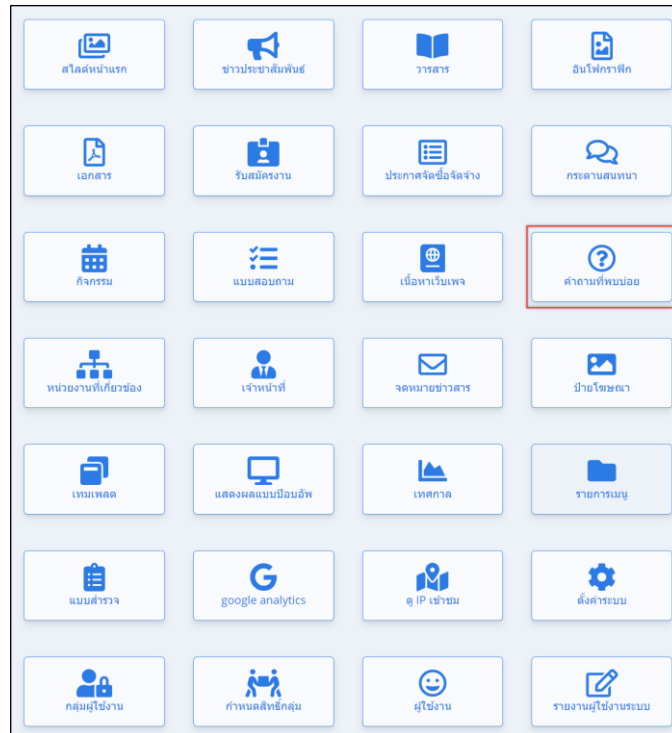 สไลด์หน้าแรก
ข่าวประชาสัมพันธ์
วารสาร
อินโฟกราฟิก
เอกสาร
รับสมัครงาน
ประกาศจัดซื้อจัดจ้าง
กระดานสนทนา
กิจกรรม
แบบสอบถาม
เนื้อหาเว็บเพจ
คำถามที่พบบ่อย
หน่วยงานที่เกี่ยวข้อง
เจ้าหน้าที่
จดหมายข่าวสาร
ป้ายโฆษณา
เทมเพลต
แสดงผลแบบป๊อบอัพ
เทศกาล
รายการเมนู
แบบสำรวจ
google analytics
ดู IP เข้าชม
ตั้งค่าระบบ
กลุ่มผู้ใช้งาน
กำหนดสิทธิ์กลุ่ม
ผู้ใช้งาน
รายงานผู้ใช้งานระบบ